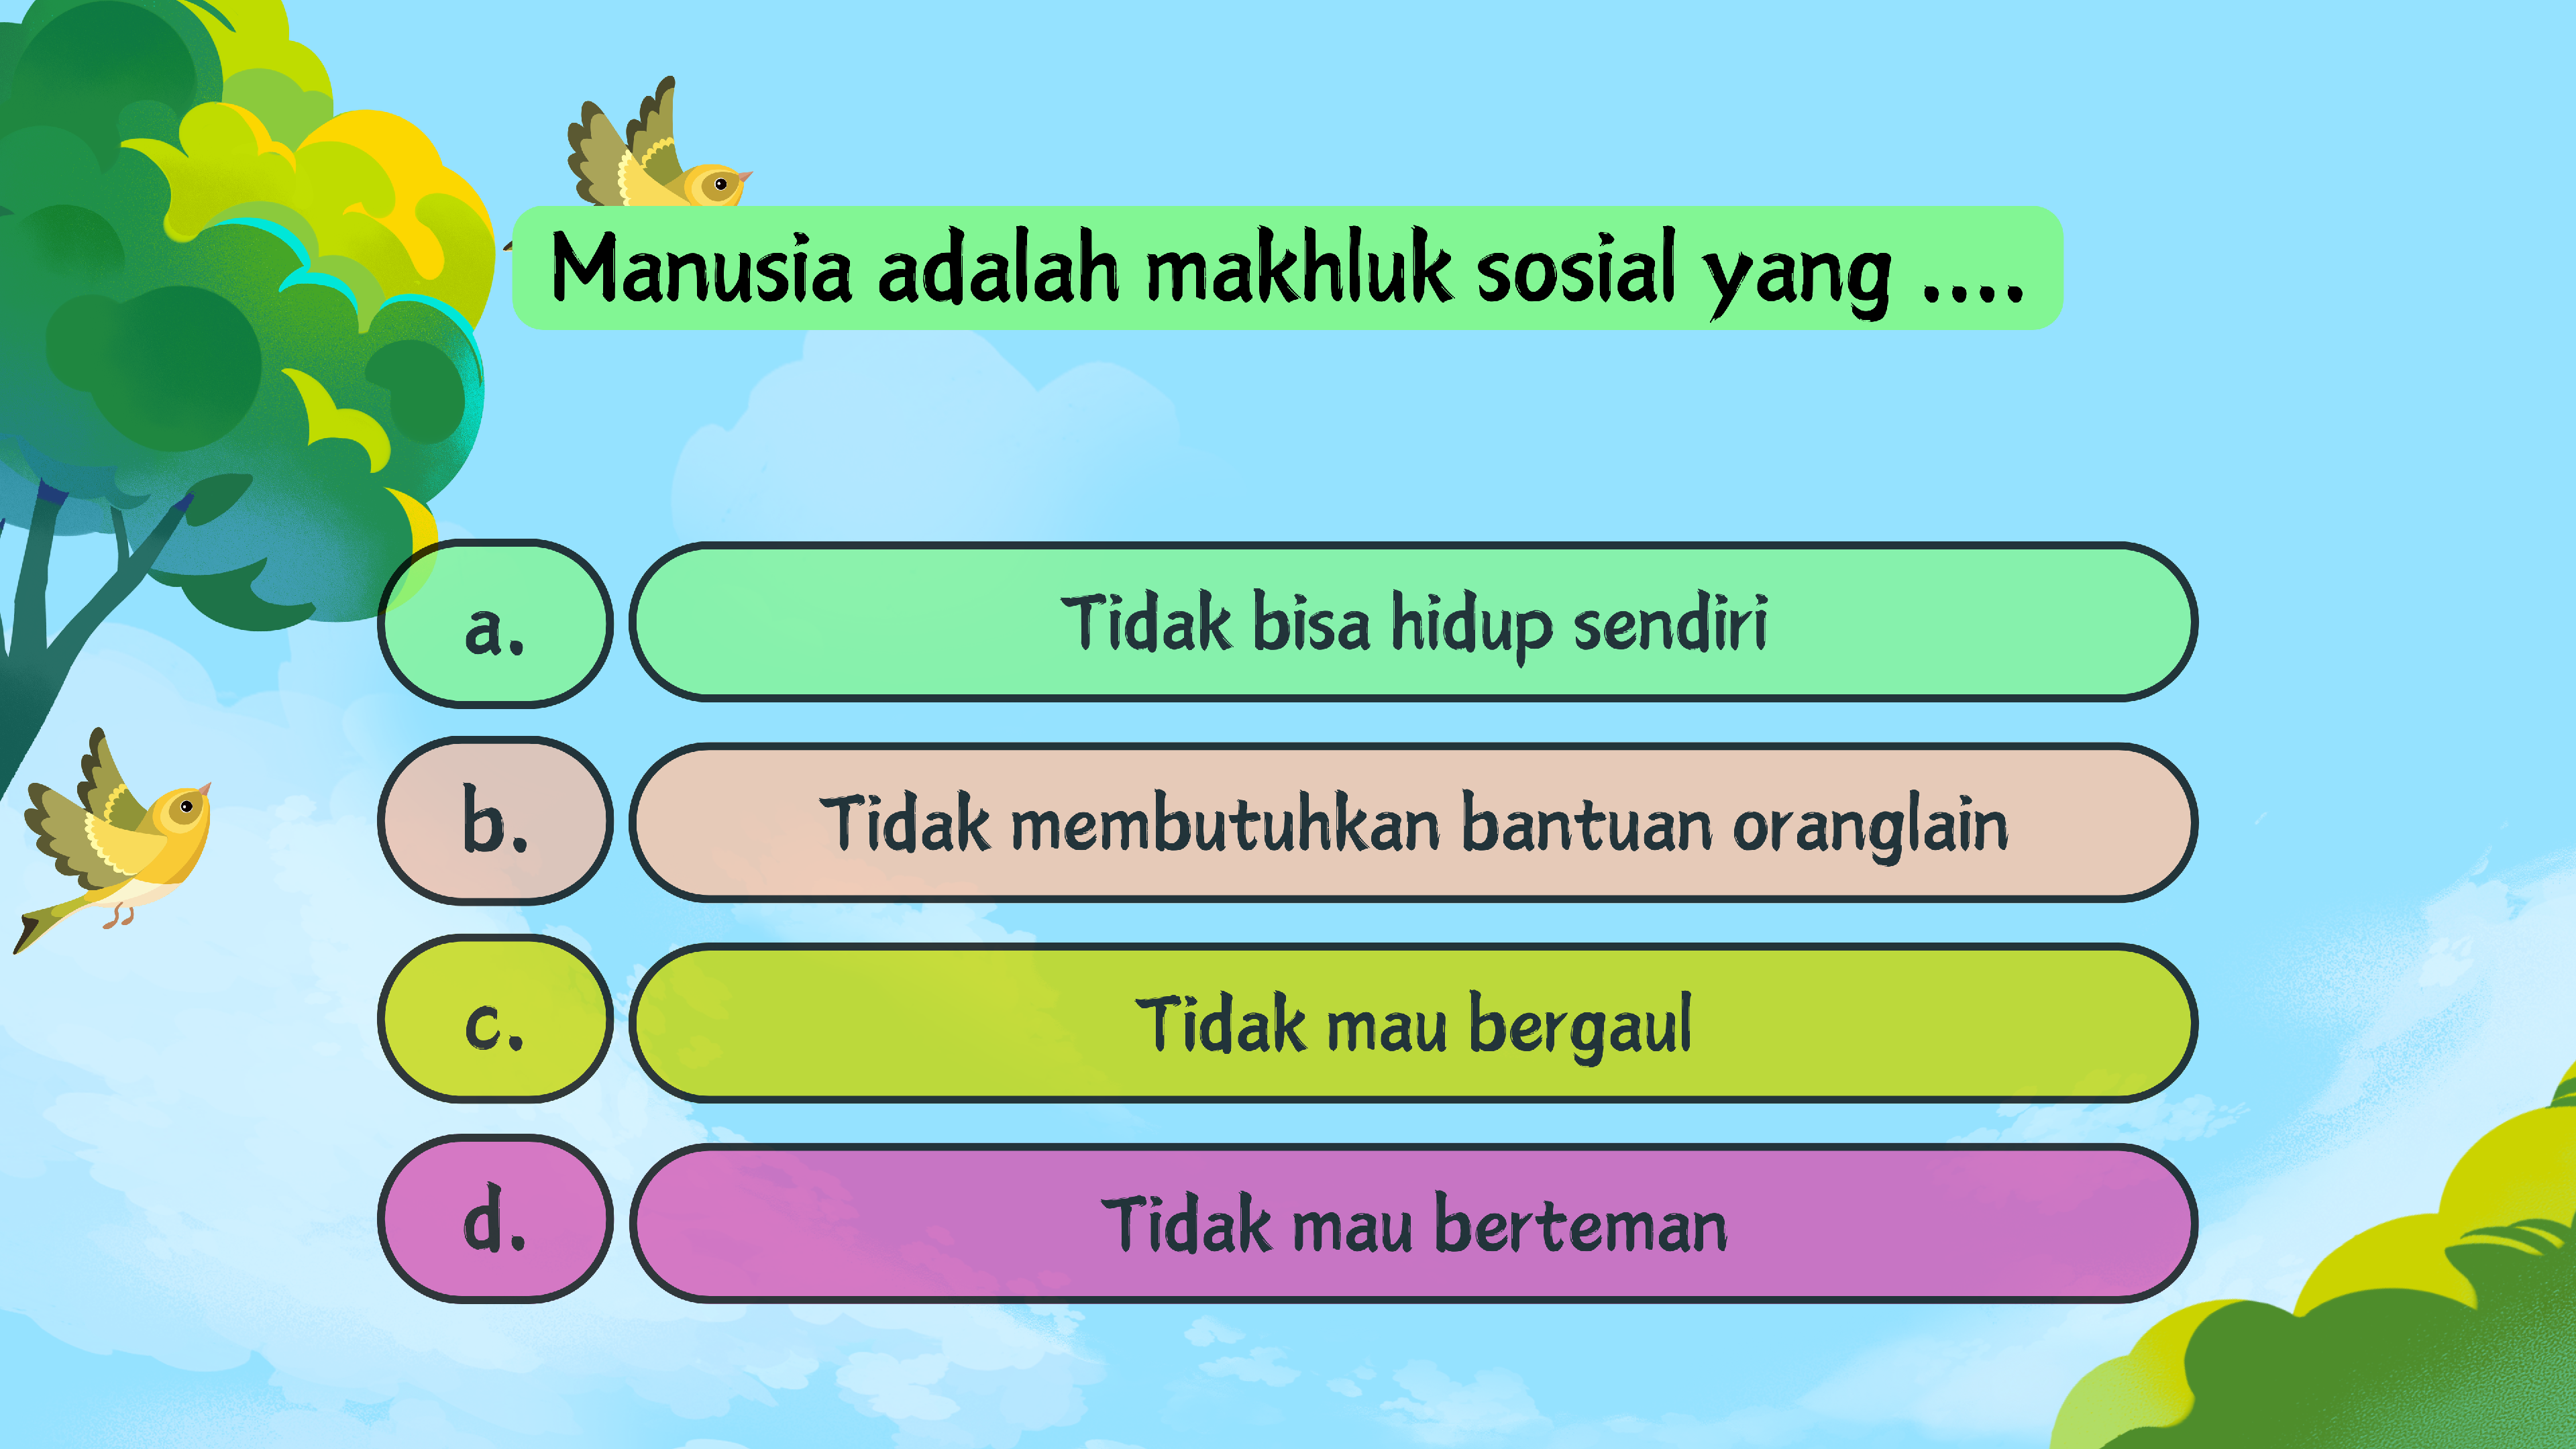 Manusia adalah makhluk sosial yang ....
a. Tidak bisa hidup sendiri
b. Tidak membutuhkan bantuan oranglain
c. Tidak mau bergaul
d. Tidak mau berteman